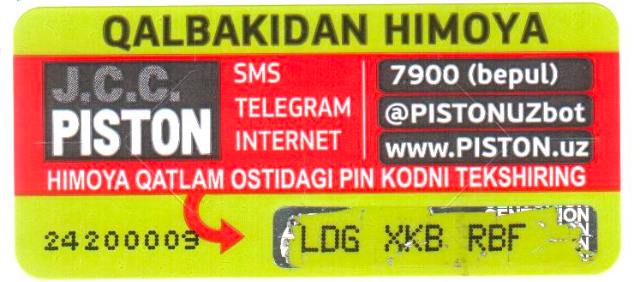 QALBAKIDAN HIMOYA
J.C.C.
PISTON
SMS 7900 (bepul)
TELEGRAM @PISTONUZbot
INTERNET www.PISTON.uz
HIMOYA QATLAM OSTIDAGI PIN KODNI TEKSHIRING
24200009 LDG XKB RBF